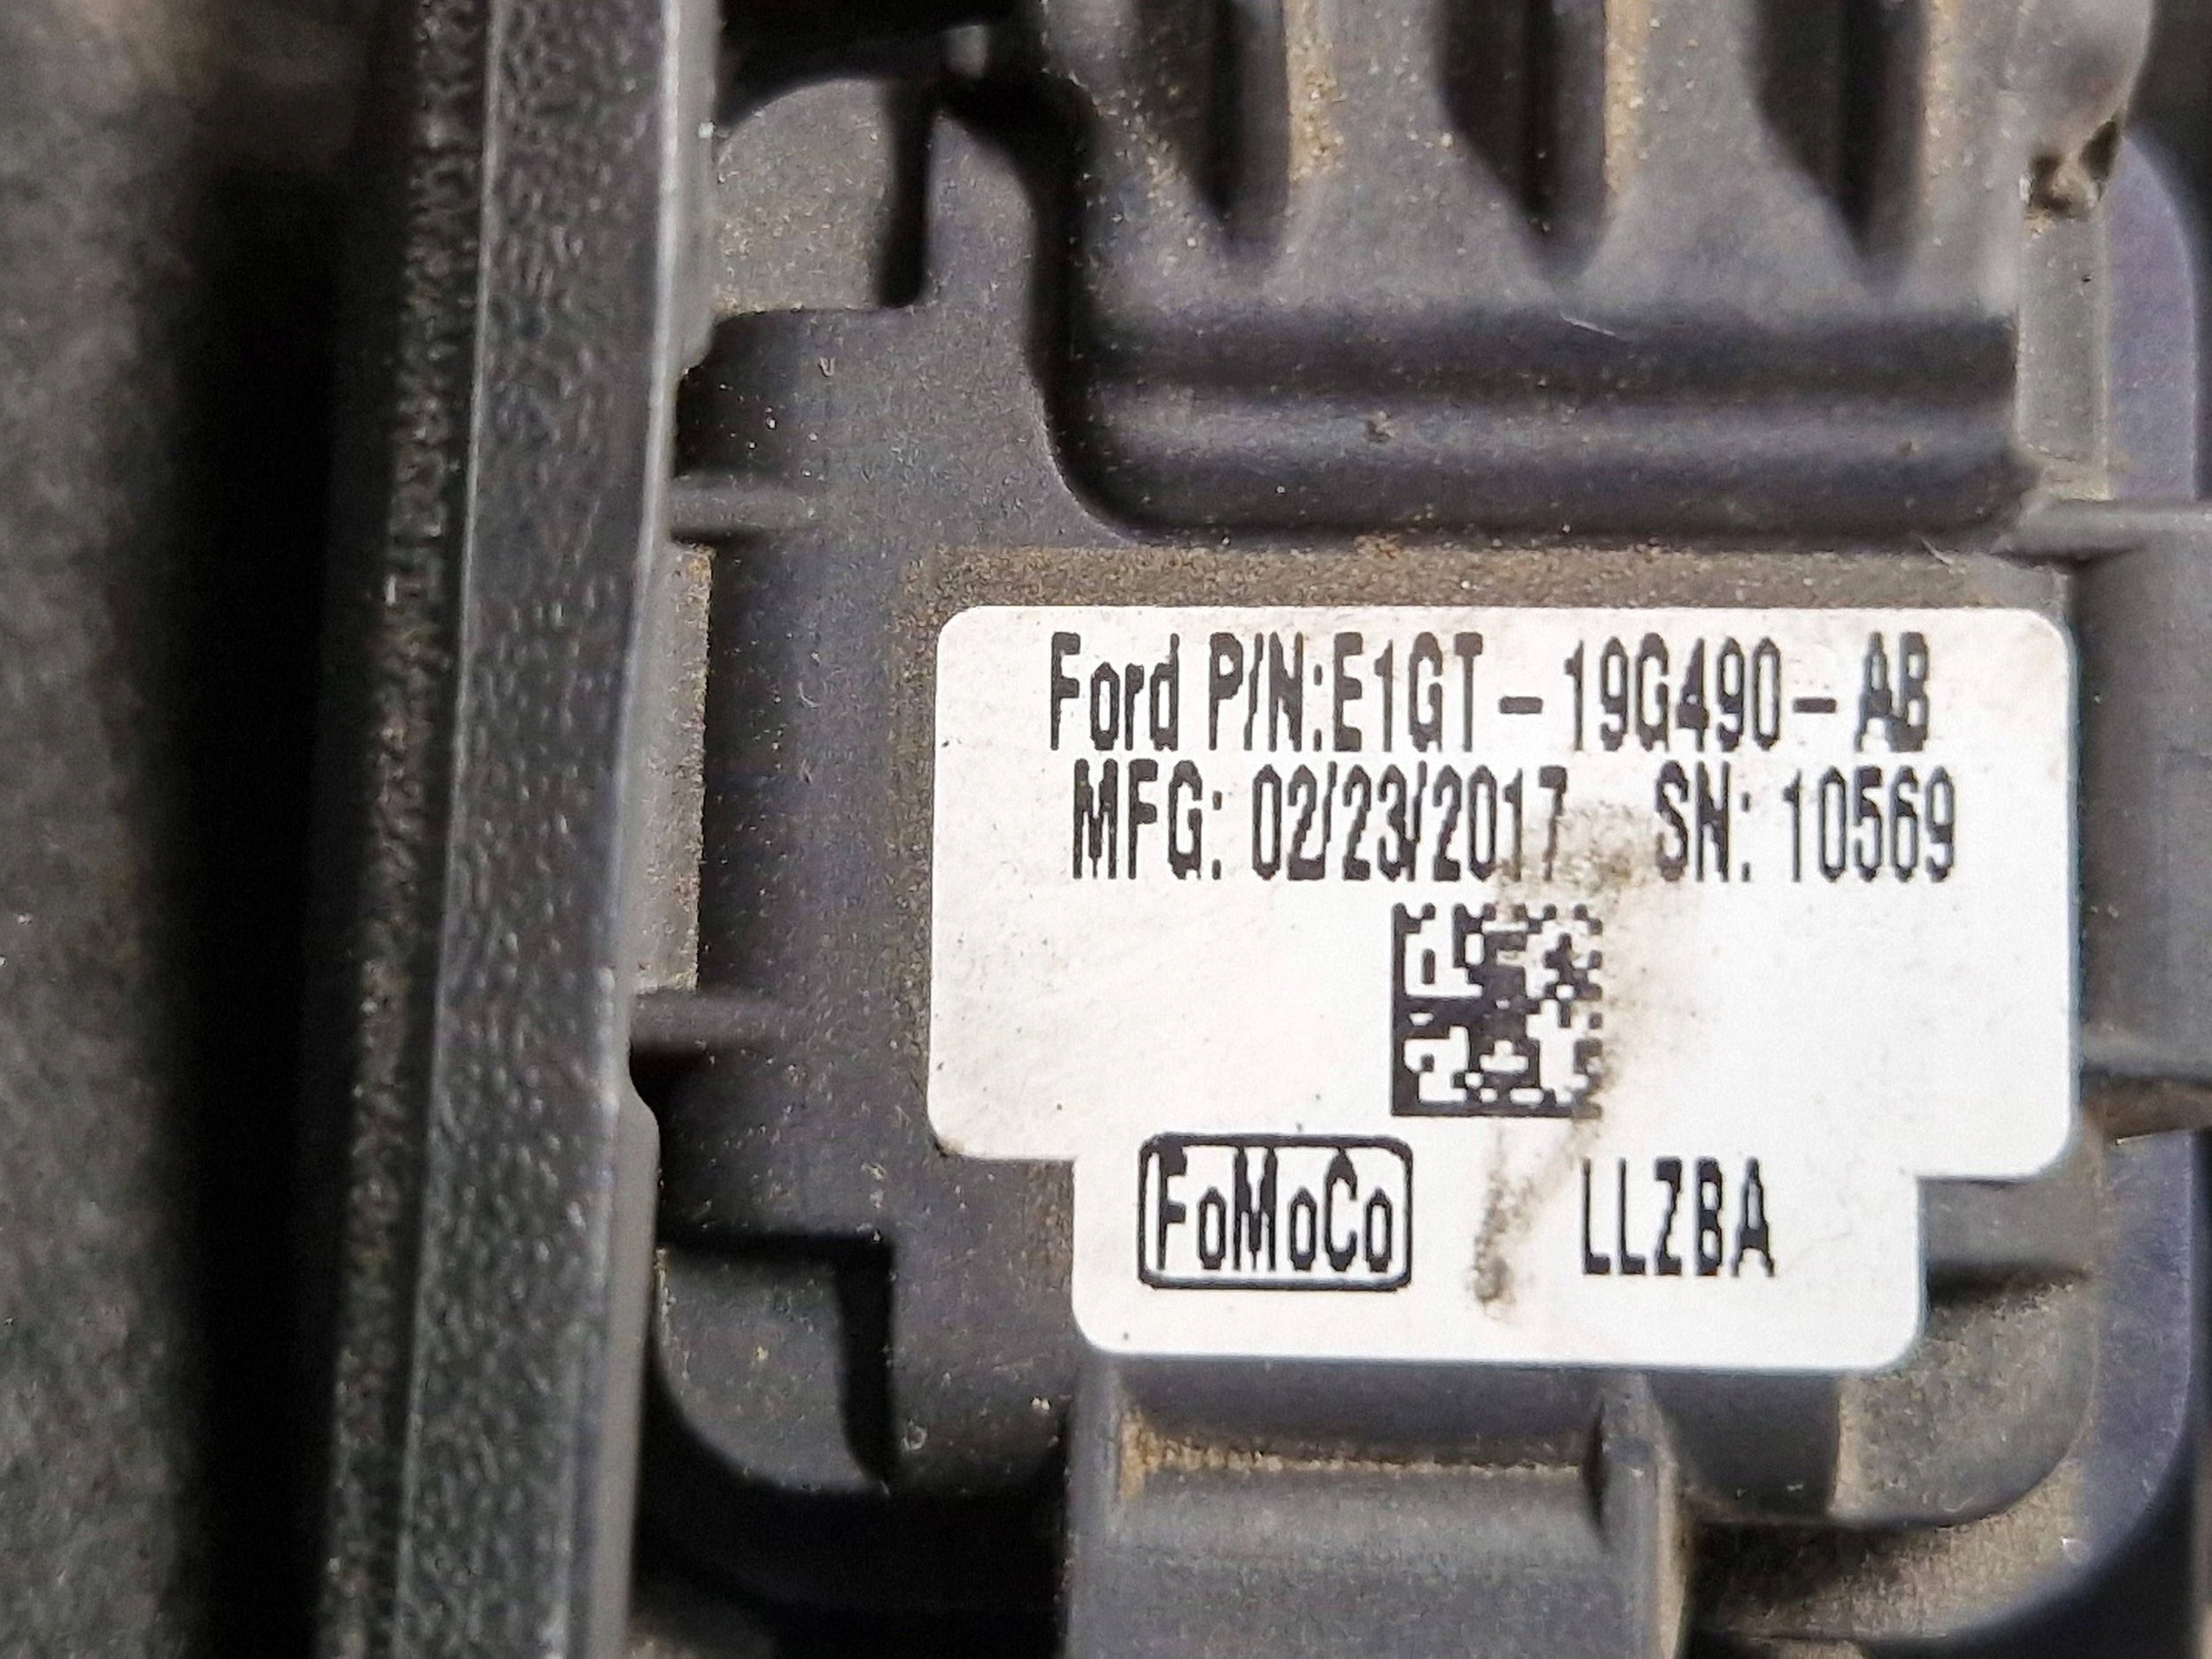 Ford P/N:E1GT-19G490-AB
MFG: 02/23/2017 SN: 10569
FoMoCo LLZBA